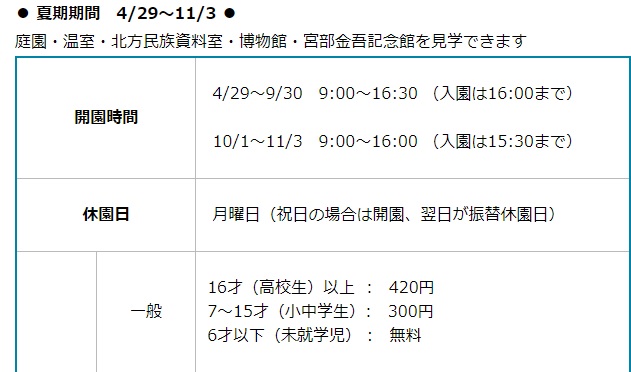 ● 夏期期間　4/29～11/3 ●
庭園・温室・北方民族資料室・博物館・宮部金吾記念館を見学できます
開園時間
4/29～9/30　9:00～16:30　（入園は16:00まで）
10/1～11/3　9:00～16:00　（入園は15:30まで）
休園日
月曜日（祝日の場合は開園、翌日が振替休園日）
一般
16才（高校生）以上 ：　420円
7～15才（小中学生）：　300円
6才以下（未就学児）：　無料